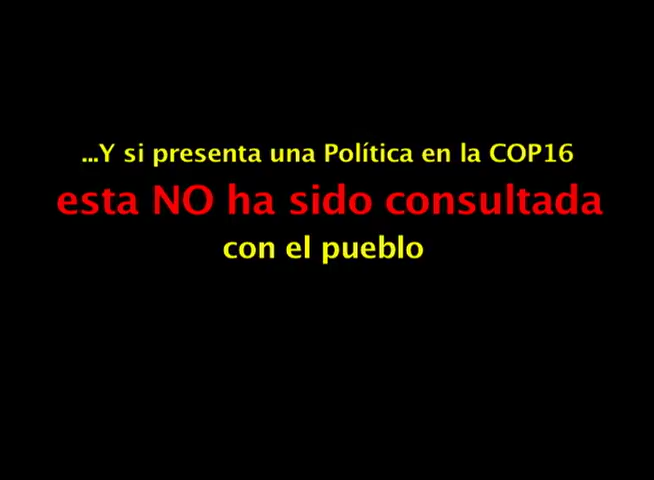 ...Y si presenta una Política en la COP16
esta NO ha sido consultada
con el pueblo